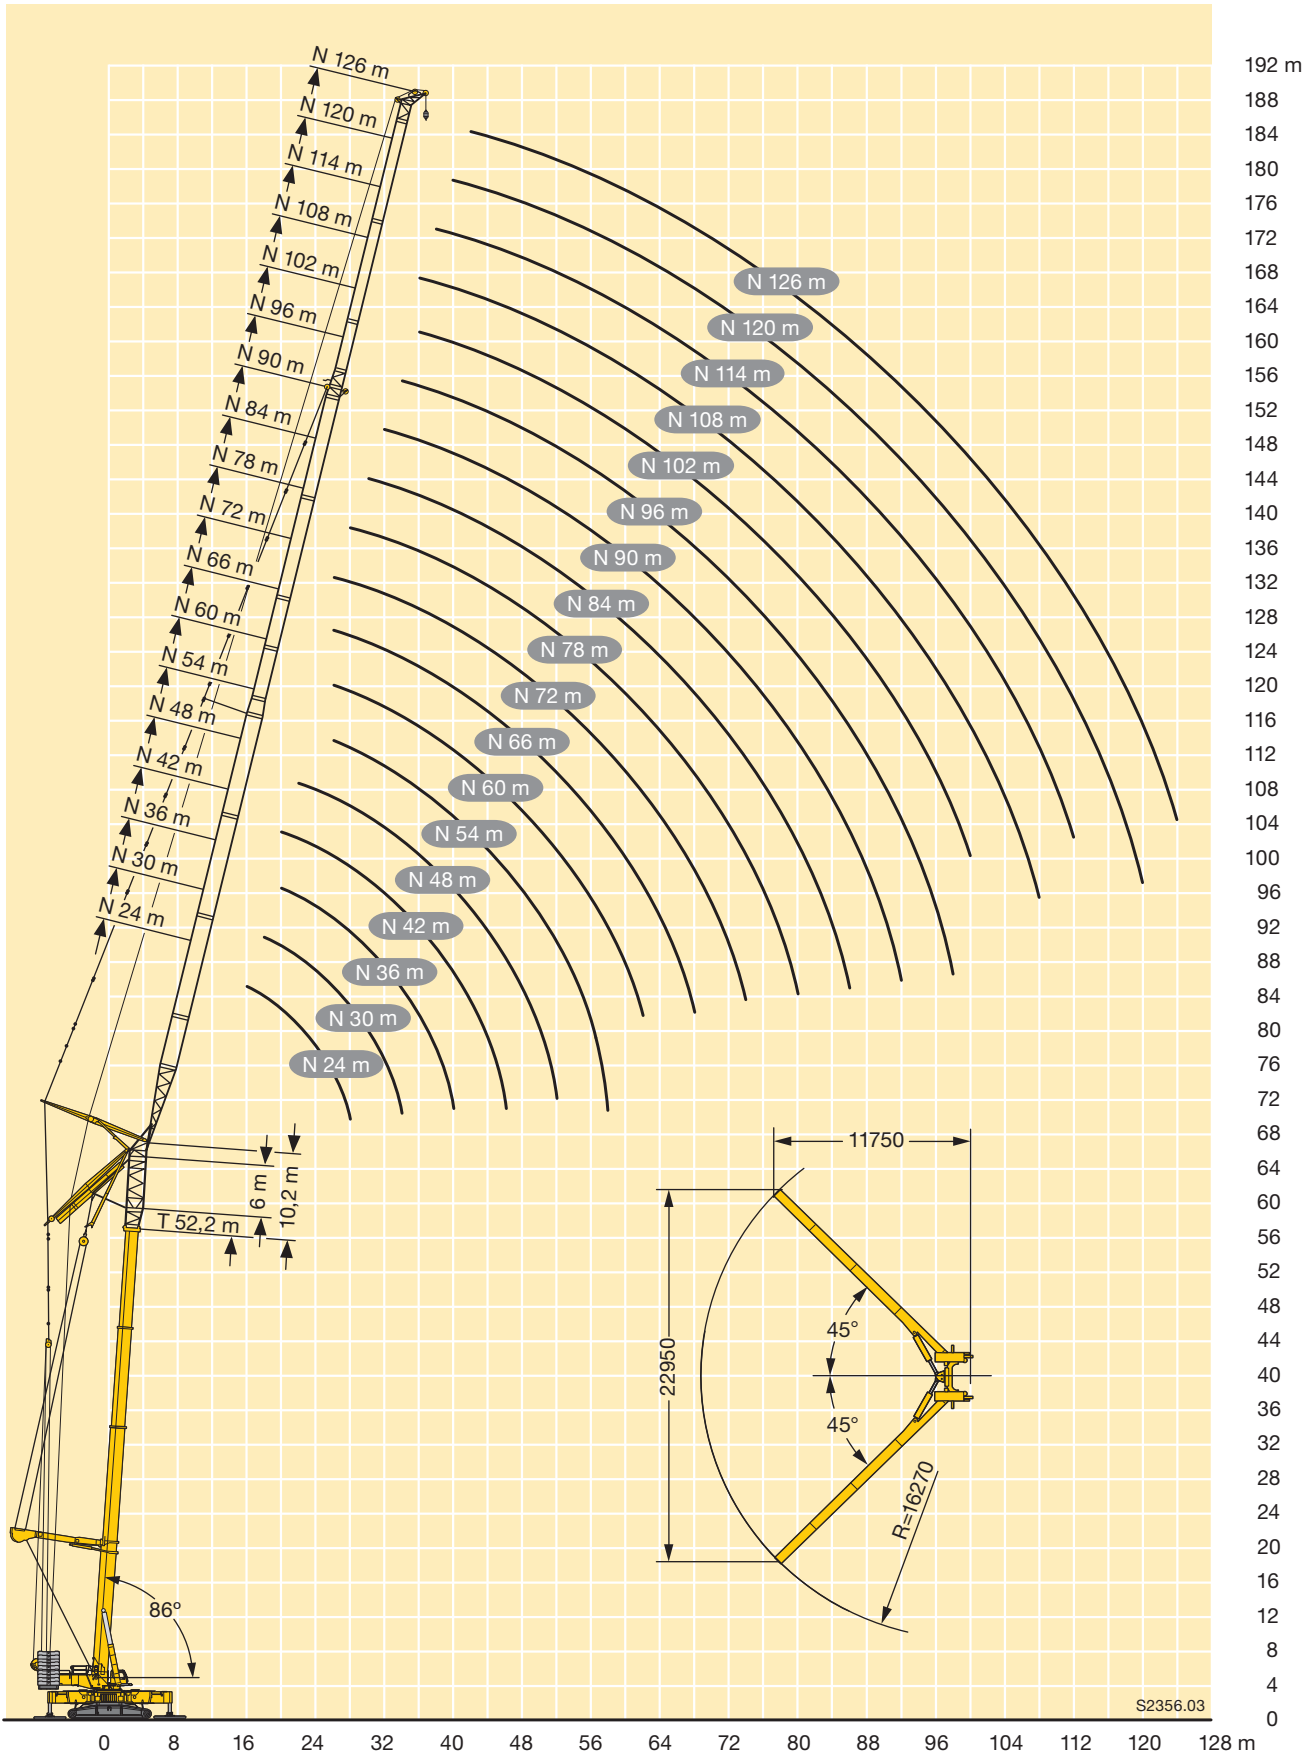 N 126 m
N 120 m
N 114 m
N 108 m
N 102 m
N 96 m
N 90 m
N 84 m
N 78 m
N 72 m
N 66 m
N 60 m
N 54 m
N 48 m
N 42 m
N 36 m
N 30 m
N 24 m
N 126 m
N 120 m
N 114 m
N 108 m
N 102 m
N 96 m
N 90 m
N 84 m
N 78 m
N 72 m
N 66 m
N 60 m
N 54 m
N 48 m
N 42 m
N 36 m
N 30 m
N 24 m
6 m
10,2 m
T 52,2 m
86°
11750
22950
45°
45°
R=16270
S2356.03
192 m
188
184
180
176
172
168
164
160
156
152
148
144
140
136
132
128
124
120
116
112
108
104
100
96
92
88
84
80
76
72
68
64
60
56
52
48
44
40
36
32
28
24
20
16
12
8
4
0
0 8 16 24 32 40 48 56 64 72 80 88 96 104 112 120 128 m